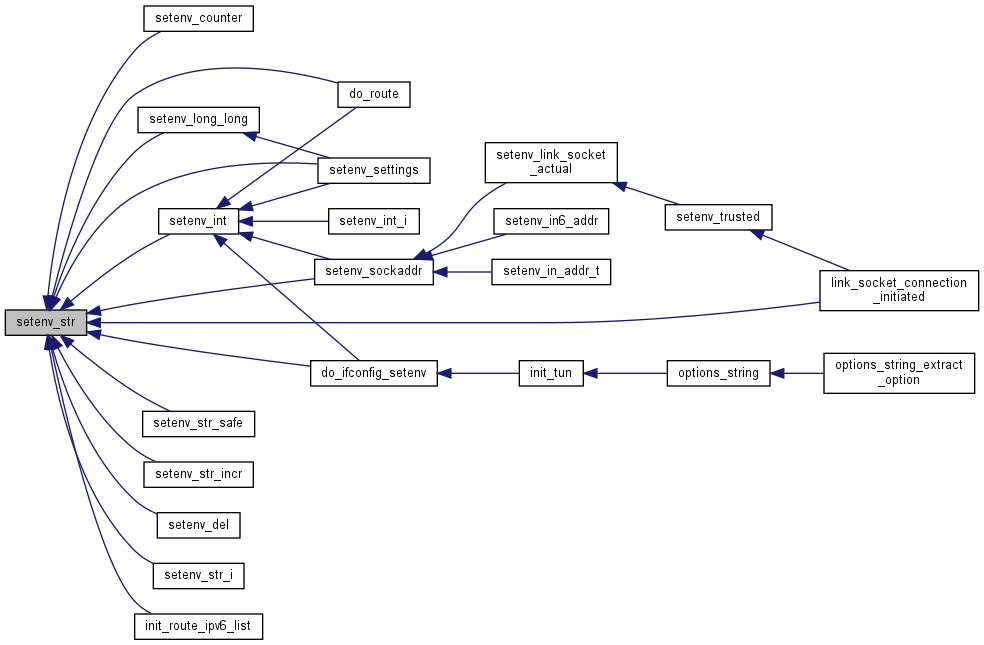 setenv_counter
do_route
setenv_long_long
setenv_link_socket
_actual
setenv_settings
setenv_trusted
setenv_int
setenv_int_i
setenv_in6_addr
setenv_sockaddr
setenv_in_addr_t
link_socket_connection
_initiated
setenv_str
do_ifconfig_setenv
init_tun
options_string
options_string_extract
_option
setenv_str_safe
setenv_str_incr
setenv_del
setenv_str_i
init_route_ipv6_list